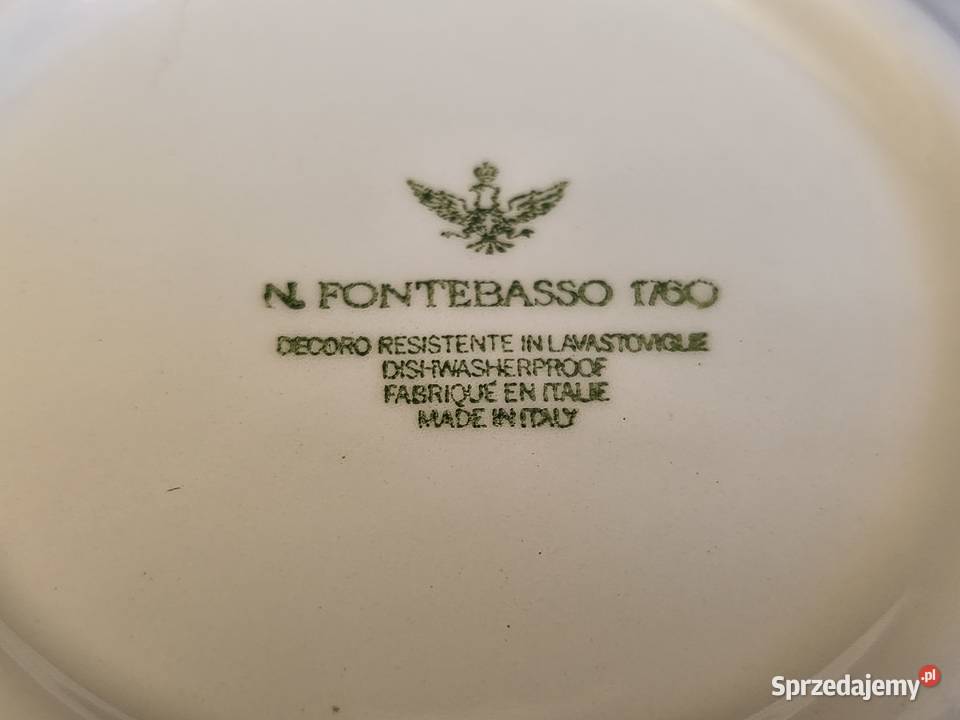 N. FONTEBASSO 1760
DECORO RESISTENTE IN LAVASTOVIGLIE
DISHWASHERPROOF
FABRIQUÉ EN ITALIE
MADE IN ITALY
Sprzedajemy.pl